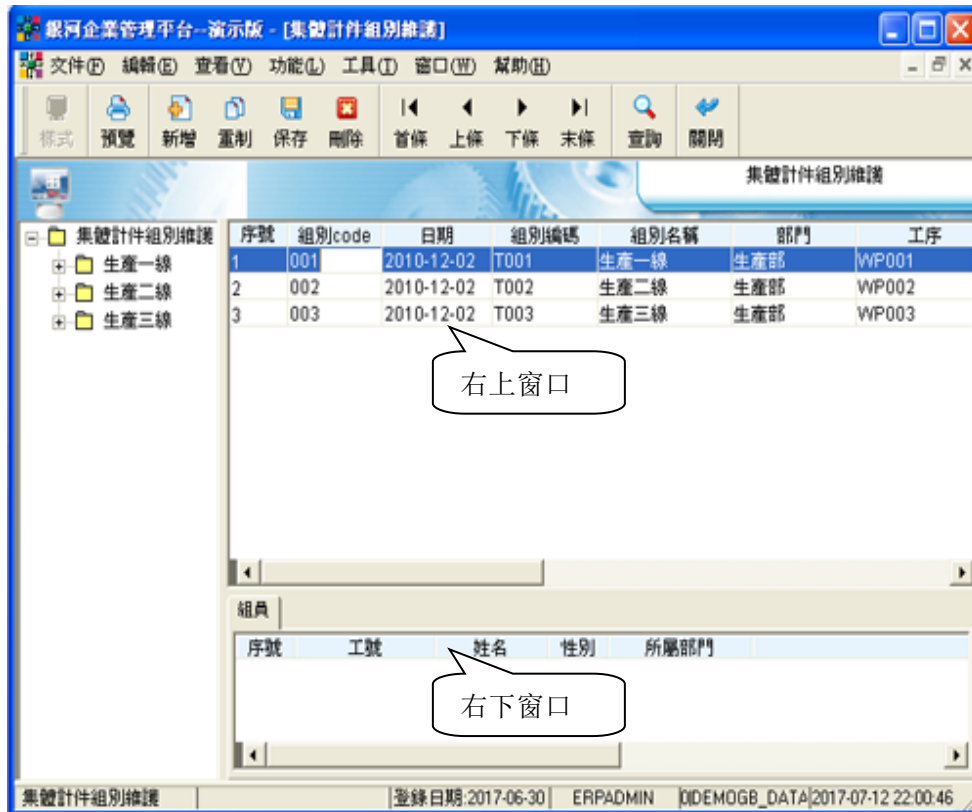 銀河企業管理平台--演示版 - [集體計件組別維護]
文件(F) 編輯(E) 查看(V) 功能(L) 工具(T) 窗口(W) 幫助(H)
樣式 預覽 新增 重制 保存 刪除 首條 上條 下條 末條 查詢 關閉
集體計件組別維護
集體計件組別維護
生產一線
生產二線
生產三線
序號 組別code 日期 組別編碼 組別名稱 部門 工序
1 001 2010-12-02 T001 生產一線 生產部 WP001
2 002 2010-12-02 T002 生產二線 生產部 WP002
3 003 2010-12-02 T003 生產三線 生產部 WP003
右上窗口
組員
序號 工號 姓名 性別 所屬部門
右下窗口
集體計件組別維護 登錄日期:2017-06-30 ERPADMIN 0|DEMOGB_DATA 2017-07-12 22:00:46